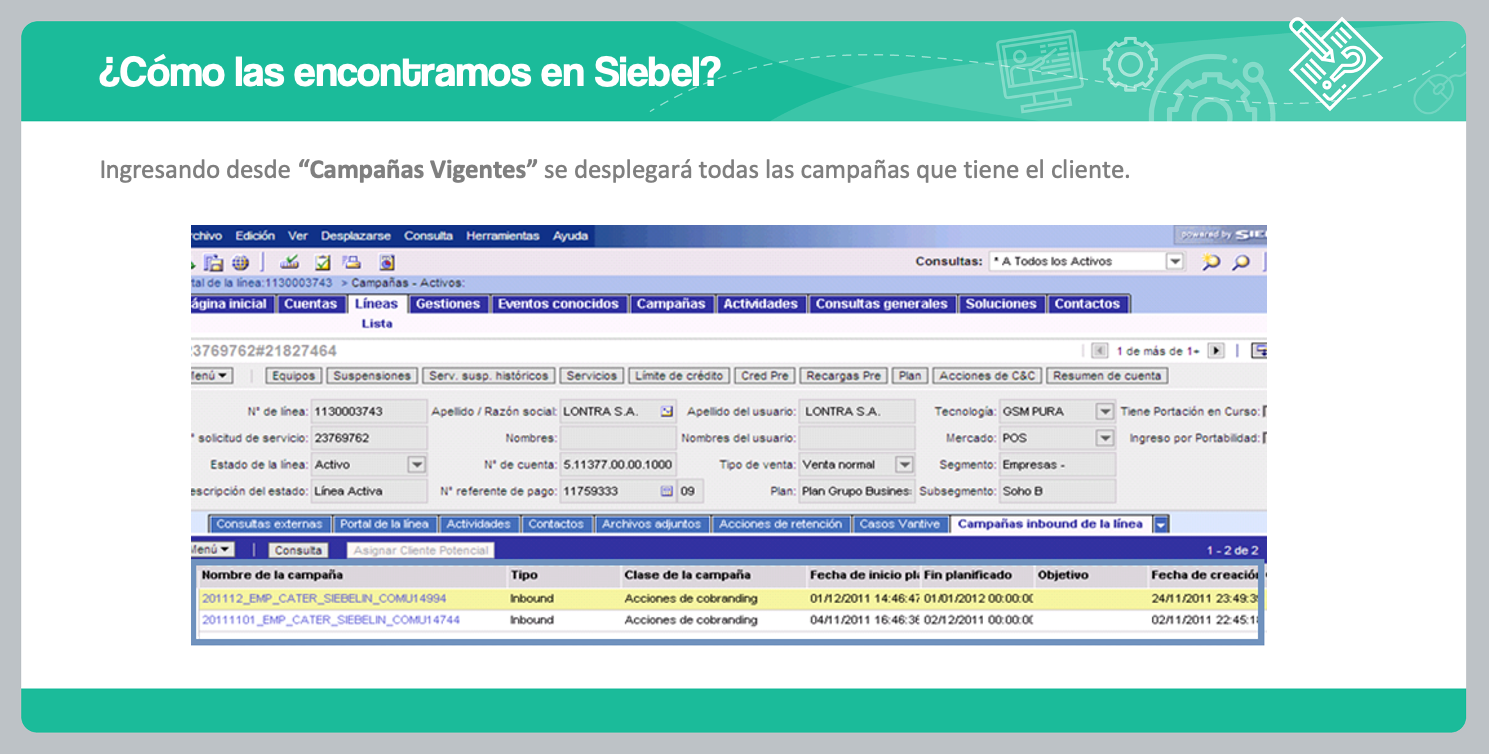 ¿Cómo las encontramos en Siebel?
Ingresando desde “Campañas Vigentes” se desplegará todas las campañas que tiene el cliente.
rchivo Edición Ver Desplazarse Consulta Herramientas Ayuda powered by SIE
Consultas: * A Todos los Activos
tal de la línea:1130003743 > Campañas - Activos:
ágina inicial Cuentas Líneas Gestiones Eventos conocidos Campañas Actividades Consultas generales Soluciones Contactos
Lista
3769762#21827464 1 de más de 1+
enú Equipos Suspensiones Serv. susp. históricos Servicios Límite de crédito Cred Pre Recargas Pre Plan Acciones de C&C Resumen de cuenta
N° de línea: 1130003743 Apellido / Razón social: LONTRA S.A. Apellido del usuario: LONTRA S.A. Tecnología: GSM PURA Tiene Portación en Curso:
° solicitud de servicio: 23769762 Nombres: Nombres del usuario: Mercado: POS Ingreso por Portabilidad:
Estado de la línea: Activo N° de cuenta: 5.11377.00.00.1000 Tipo de venta: Venta normal Segmento: Empresas -
escripción del estado: Línea Activa N° referente de pago: 11759333 09 Plan: Plan Grupo Busines: Subsegmento: Soho B
Consultas externas Portal de la línea Actividades Contactos Archivos adjuntos Acciones de retención Casos Vantive Campañas inbound de la línea
Menú Consulta Asignar Cliente Potencial 1 - 2 de 2
Nombre de la campaña Tipo Clase de la campaña Fecha de inicio pl Fin planificado Objetivo Fecha de creación
201112_EMP_CATER_SIEBELIN_COMU14994 Inbound Acciones de cobranding 01/12/2011 14:46:47 01/01/2012 00:00:00 24/11/2011 23:49:3
20111101_EMP_CATER_SIEBELIN_COMU14744 Inbound Acciones de cobranding 04/11/2011 16:46:36 02/12/2011 00:00:00 02/11/2011 22:45:1